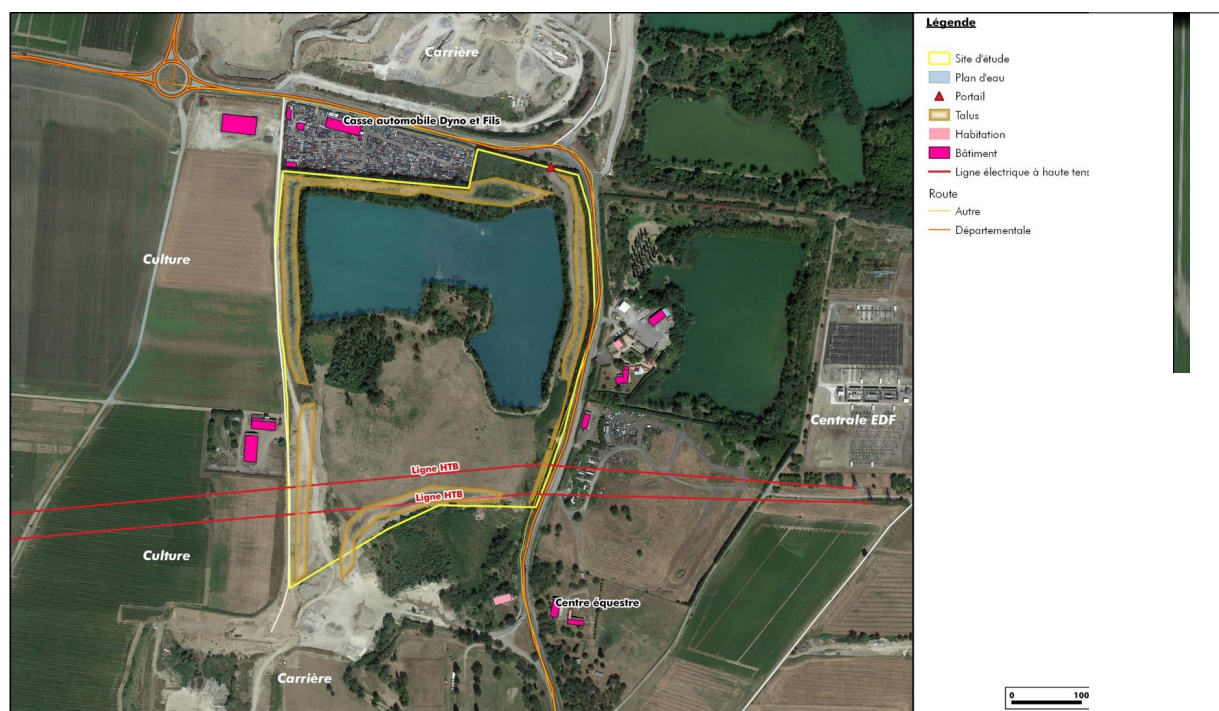 Carrière
Casse automobile Dyno et Fils
Culture
Centrale EDF
Ligne HTB
Ligne HTB
Culture
Centre équestre
Carrière
Légende
Site d'étude
Plan d'eau
Portail
Talus
Habitation
Bâtiment
Ligne électrique à haute tens
Route
Autre
Départementale
0 100